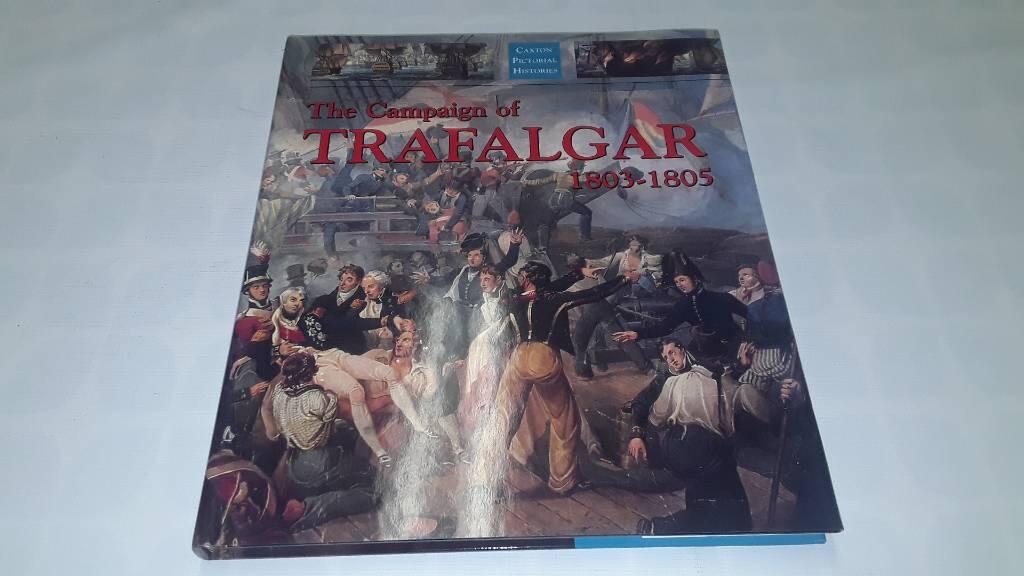 CAXTON
PICTORIAL
HISTORIES
The Campaign of
TRAFALGAR
1803-1805